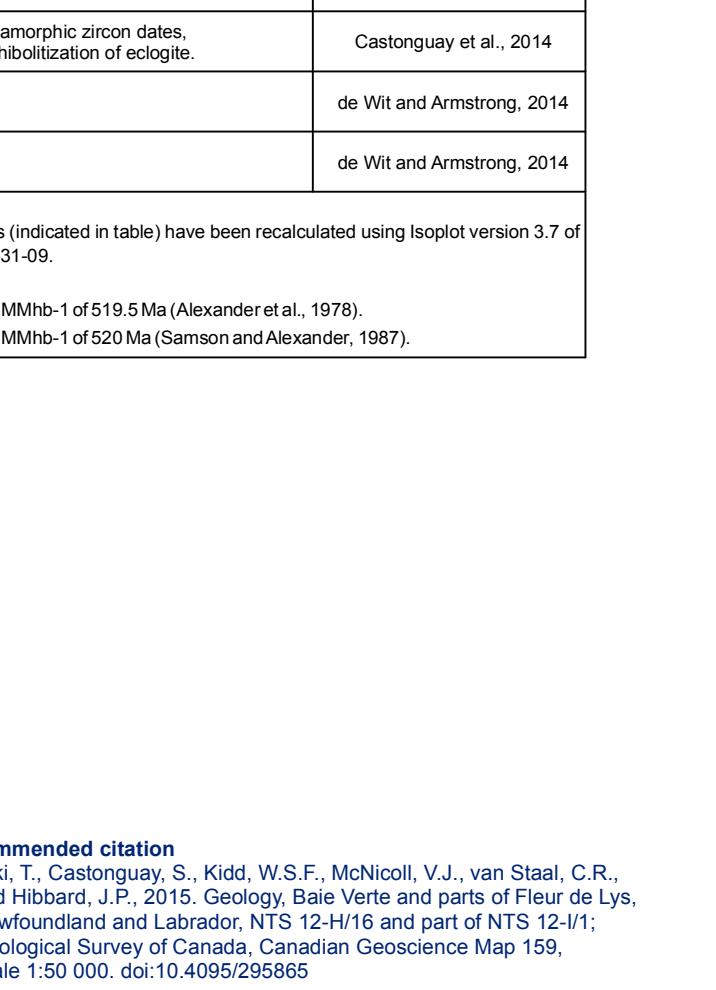 amorphic zircon dates,
hibolitization of eclogite.
Castonguay et al., 2014
de Wit and Armstrong, 2014
de Wit and Armstrong, 2014
s (indicated in table) have been recalculated using Isoplot version 3.7 of
31-09.
MMhb-1 of 519.5 Ma (Alexander et al., 1978).
MMhb-1 of 520 Ma (Samson and Alexander, 1987).
mmended citation
ki, T., Castonguay, S., Kidd, W.S.F., McNicoll, V.J., van Staal, C.R.,
d Hibbard, J.P., 2015. Geology, Baie Verte and parts of Fleur de Lys,
wfoundland and Labrador, NTS 12-H/16 and part of NTS 12-I/1;
ological Survey of Canada, Canadian Geoscience Map 159,
ale 1:50 000. doi:10.4095/295865